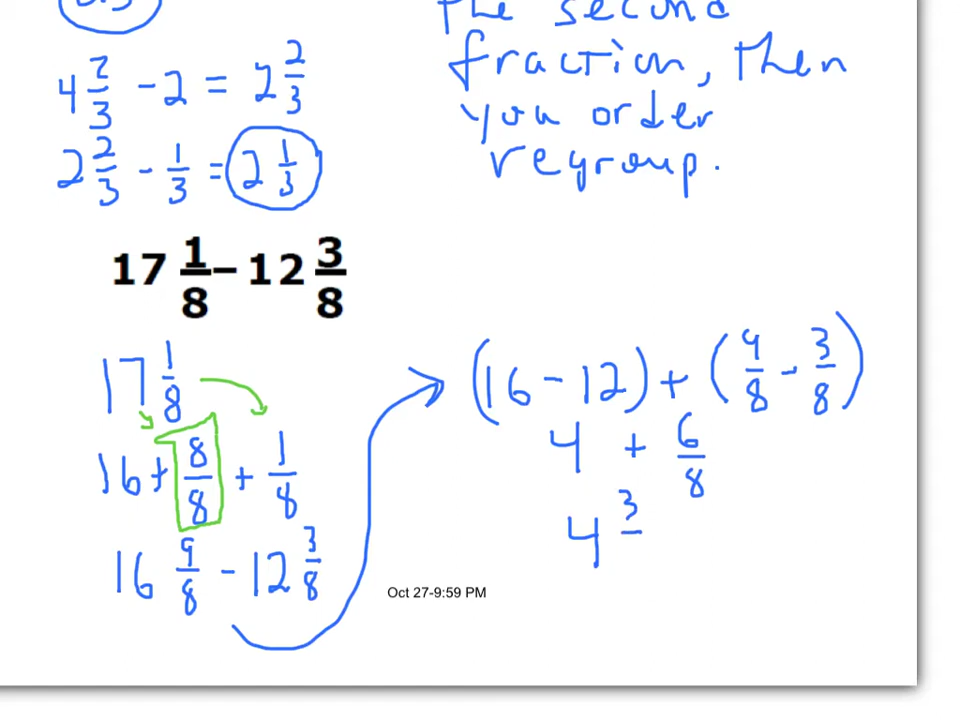 the second
fraction, then
you order
regroup.
4 2/3 - 2 = 2 2/3
2 2/3 - 1/3 = 2 1/3
17 1/8 – 12 3/8
17 1/8
16 + 8/8 + 1/8
16 9/8 - 12 3/8
(16 - 12) + (9/8 - 3/8)
4 + 6/8
4 3/
Oct 27-9:59 PM